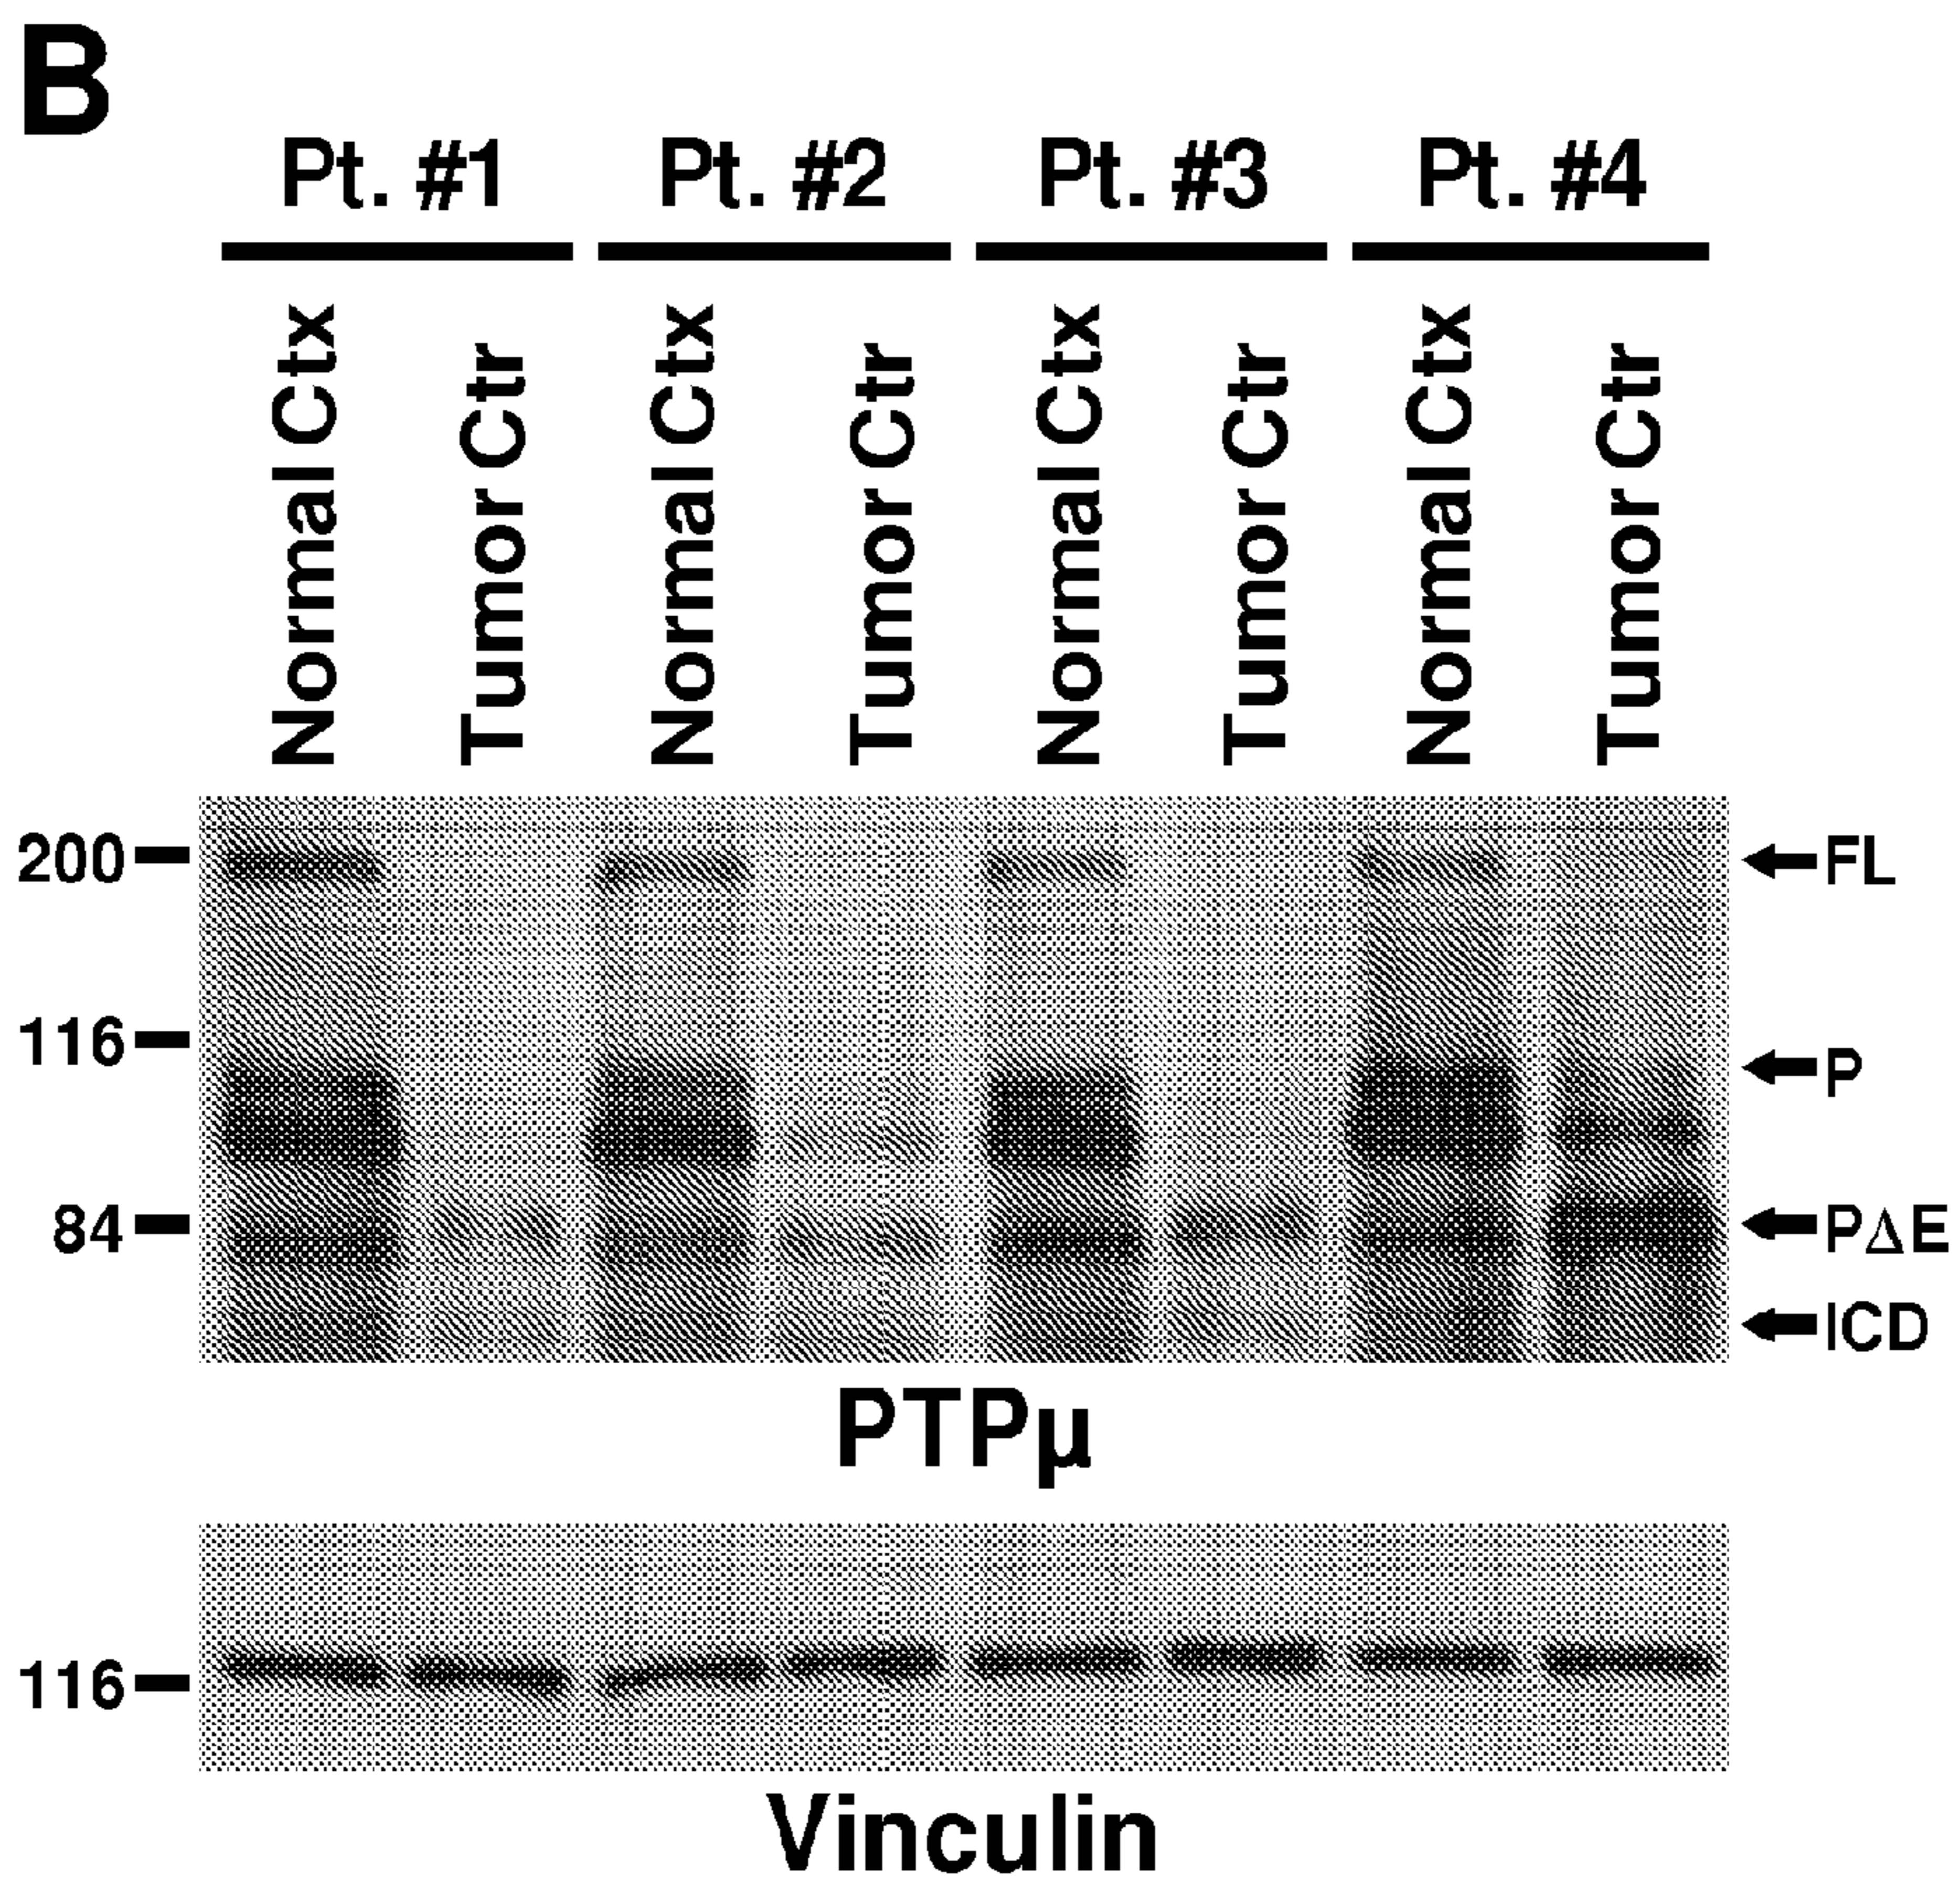 B
Pt. #1 Pt. #2 Pt. #3 Pt. #4
Normal Ctx
Tumor Ctr
Normal Ctx
Tumor Ctr
Normal Ctx
Tumor Ctr
Normal Ctx
Tumor Ctr
200
116
84
FL
P
PΔE
ICD
PTPµ
116
Vinculin